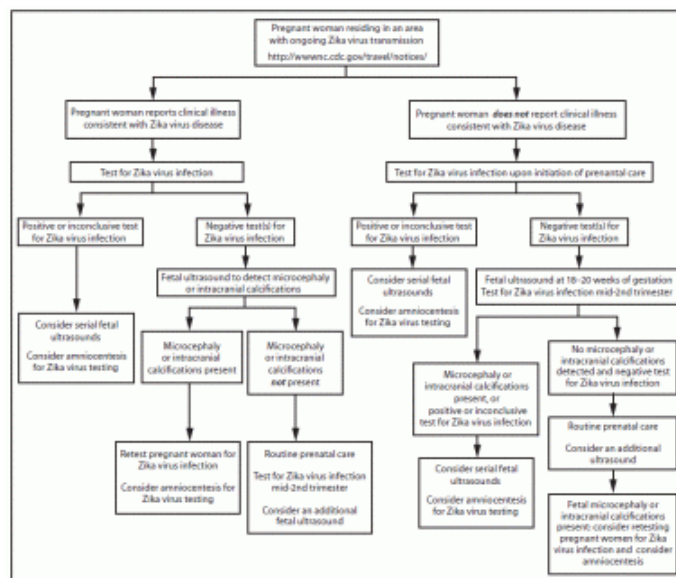 Pregnant woman residing in an area
with ongoing Zika virus transmission
http://wwwnc.cdc.gov/travel/notices/
Pregnant woman reports clinical illness
consistent with Zika virus disease
Pregnant woman does not report clinical illness
consistent with Zika virus disease
Test for Zika virus infection
Test for Zika virus infection upon initiation of prenantal care
Positive or inconclusive test
for Zika virus infection
Negative test(s) for
Zika virus infection
Positive or inconclusive test
for Zika virus infection
Negative test(s) for
Zika virus infection
Fetal ultrasound to detect microcephaly
or intracranial calcifications
Consider serial fetal
ultrasounds
Consider amniocentesis
for Zika virus testing
Fetal ultrasound at 18–20 weeks of gestation
Test for Zika virus infection mid-2nd trimester
Consider serial fetal
ultrasounds
Consider amniocentesis
for Zika virus testing
Microcephaly
or intracranial
calcifications present
Microcephaly
or intracranial
calcifications
not present
Microcephaly or
intracranial calcifications
present, or
positive or inconclusive
test for Zika virus infection
No microcephaly or
intracranial calcifications
detected and negative test
for Zika virus infection
Retest pregnant woman for
Zika virus infection
Consider amniocentesis for
Zika virus testing
Routine prenatal care
Test for Zika virus infection
mid-2nd trimester
Consider an additional
fetal ultrasound
Consider serial fetal
ultrasounds
Consider amniocentesis
for Zika virus testing
Routine prenatal care
Consider an additional
ultrasound
Fetal microcephaly or
intracranial calcifications
present: consider retesting
pregnant women for Zika
virus infection and consider
amniocentesis